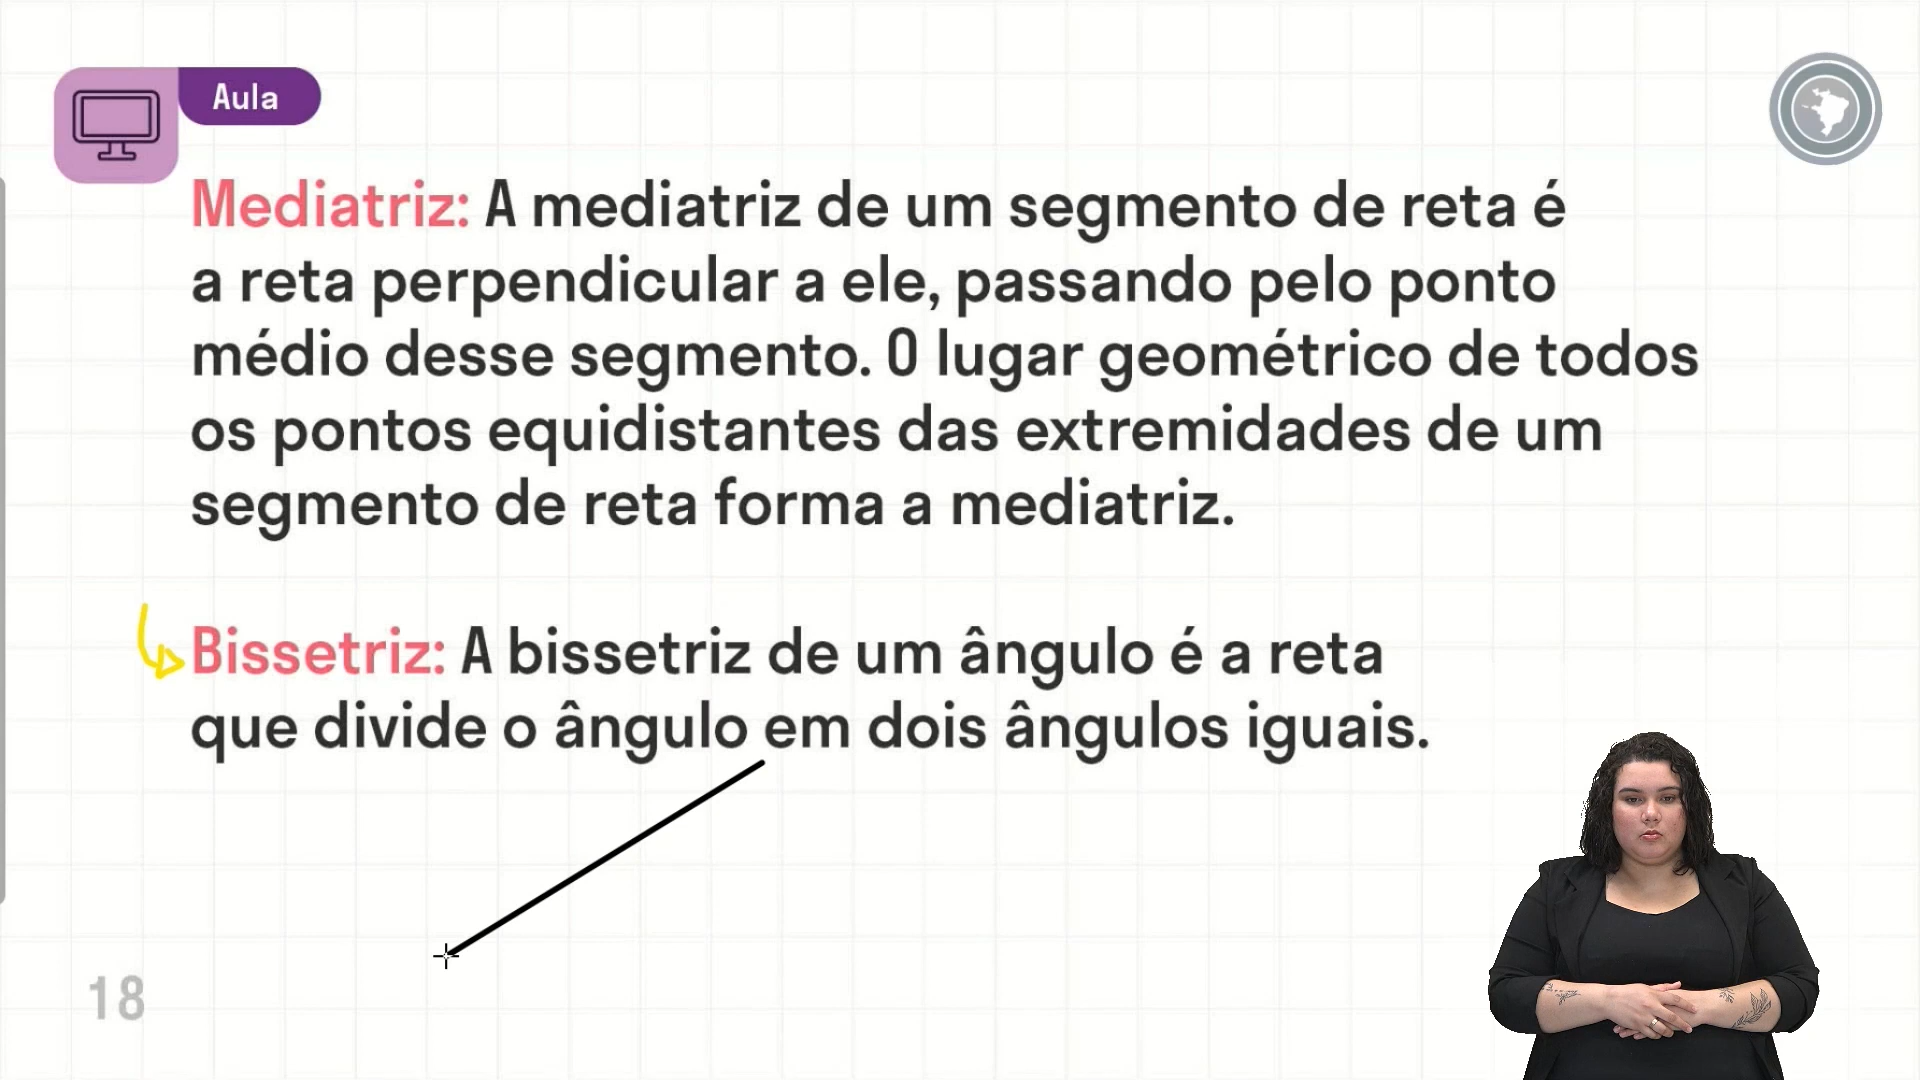 Aula
Mediatriz: A mediatriz de um segmento de reta é
a reta perpendicular a ele, passando pelo ponto
médio desse segmento. O lugar geométrico de todos
os pontos equidistantes das extremidades de um
segmento de reta forma a mediatriz.
Bissetriz: A bissetriz de um ângulo é a reta
que divide o ângulo em dois ângulos iguais.
18